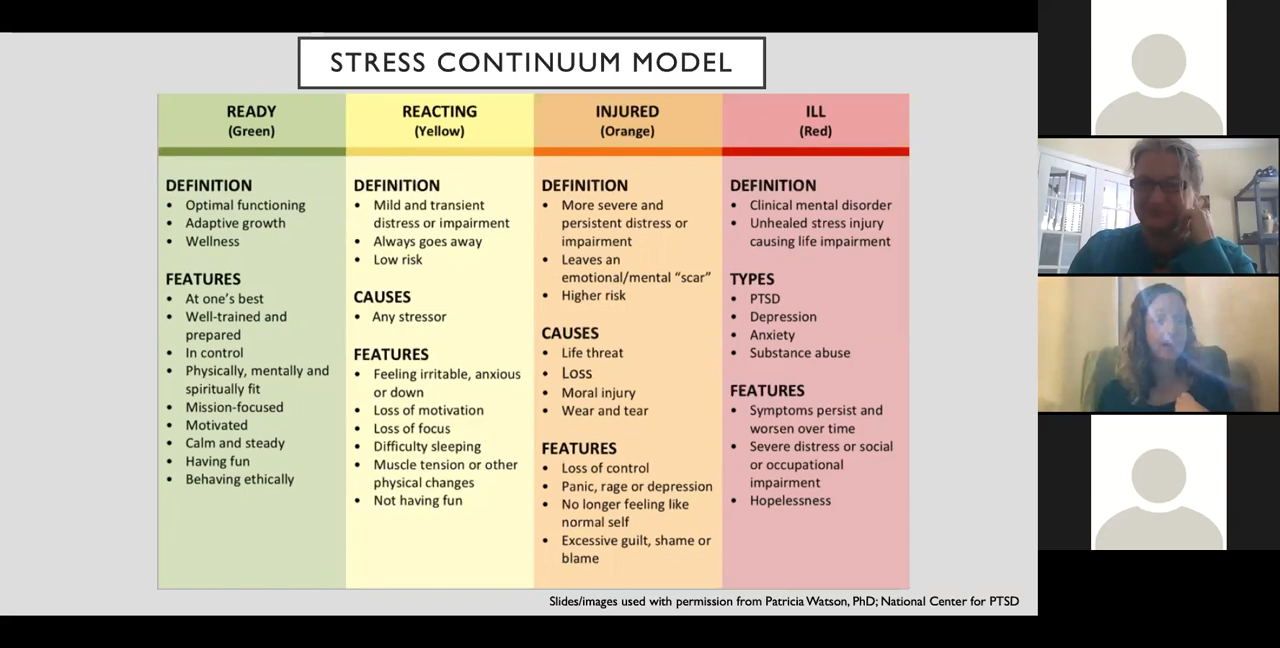 STRESS CONTINUUM MODEL
READY
(Green)
DEFINITION
• Optimal functioning
• Adaptive growth
• Wellness
FEATURES
• At one's best
• Well-trained and
prepared
• In control
• Physically, mentally and
spiritually fit
• Mission-focused
• Motivated
• Calm and steady
• Having fun
• Behaving ethically
REACTING
(Yellow)
DEFINITION
• Mild and transient
distress or impairment
• Always goes away
• Low risk
CAUSES
• Any stressor
FEATURES
• Feeling irritable, anxious
or down
• Loss of motivation
• Loss of focus
• Difficulty sleeping
• Muscle tension or other
physical changes
• Not having fun
INJURED
(Orange)
DEFINITION
• More severe and
persistent distress or
impairment
• Leaves an
emotional/mental “scar”
• Higher risk
CAUSES
• Life threat
• Loss
• Moral injury
• Wear and tear
FEATURES
• Loss of control
• Panic, rage or depression
• No longer feeling like
normal self
• Excessive guilt, shame or
blame
ILL
(Red)
DEFINITION
• Clinical mental disorder
• Unhealed stress injury
causing life impairment
TYPES
• PTSD
• Depression
• Anxiety
• Substance abuse
FEATURES
• Symptoms persist and
worsen over time
• Severe distress or social
or occupational
impairment
• Hopelessness
Slides/images used with permission from Patricia Watson, PhD; National Center for PTSD